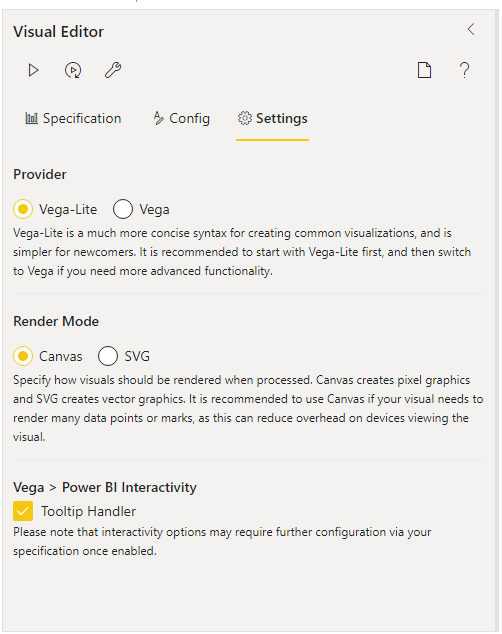 Visual Editor
?
Specification Config Settings
Provider
Vega-Lite Vega
Vega-Lite is a much more concise syntax for creating common visualizations, and is
simpler for newcomers. It is recommended to start with Vega-Lite first, and then switch
to Vega if you need more advanced functionality.
Render Mode
Canvas SVG
Specify how visuals should be rendered when processed. Canvas creates pixel graphics
and SVG creates vector graphics. It is recommended to use Canvas if your visual needs to
render many data points or marks, as this can reduce overhead on devices viewing the
visual.
Vega > Power BI Interactivity
Tooltip Handler
Please note that interactivity options may require further configuration via your
specification once enabled.